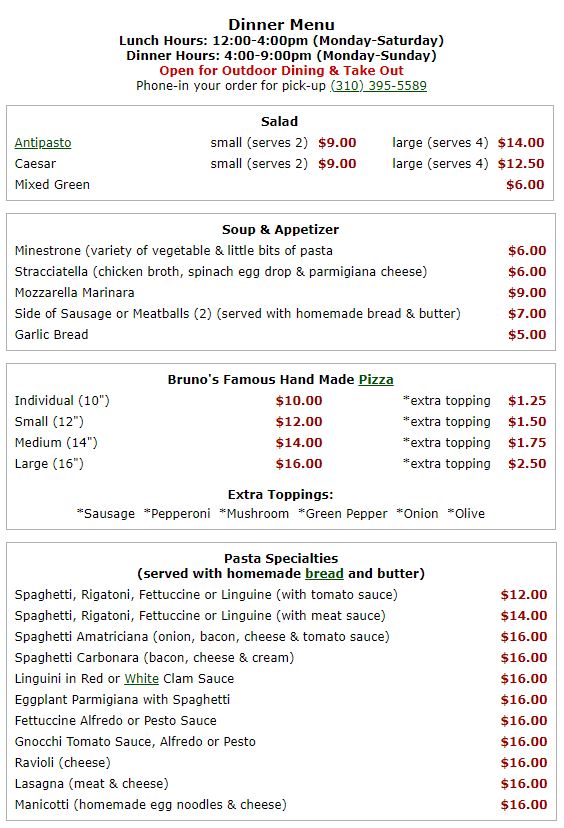 Dinner Menu
Lunch Hours: 12:00-4:00pm (Monday-Saturday)
Dinner Hours: 4:00-9:00pm (Monday-Sunday)
Open for Outdoor Dining & Take Out
Phone-in your order for pick-up (310) 395-5589
Salad
Antipasto small (serves 2) $9.00 large (serves 4) $14.00
Caesar small (serves 2) $9.00 large (serves 4) $12.50
Mixed Green $6.00
Soup & Appetizer
Minestrone (variety of vegetable & little bits of pasta $6.00
Stracciatella (chicken broth, spinach egg drop & parmigiana cheese) $6.00
Mozzarella Marinara $9.00
Side of Sausage or Meatballs (2) (served with homemade bread & butter) $7.00
Garlic Bread $5.00
Bruno's Famous Hand Made Pizza
Individual (10") $10.00 *extra topping $1.25
Small (12") $12.00 *extra topping $1.50
Medium (14") $14.00 *extra topping $1.75
Large (16") $16.00 *extra topping $2.50
Extra Toppings:
*Sausage *Pepperoni *Mushroom *Green Pepper *Onion *Olive
Pasta Specialties
(served with homemade bread and butter)
Spaghetti, Rigatoni, Fettuccine or Linguine (with tomato sauce) $12.00
Spaghetti, Rigatoni, Fettuccine or Linguine (with meat sauce) $14.00
Spaghetti Amatriciana (onion, bacon, cheese & tomato sauce) $16.00
Spaghetti Carbonara (bacon, cheese & cream) $16.00
Linguini in Red or White Clam Sauce $16.00
Eggplant Parmigiana with Spaghetti $16.00
Fettuccine Alfredo or Pesto Sauce $16.00
Gnocchi Tomato Sauce, Alfredo or Pesto $16.00
Ravioli (cheese) $16.00
Lasagna (meat & cheese) $16.00
Manicotti (homemade egg noodles & cheese) $16.00